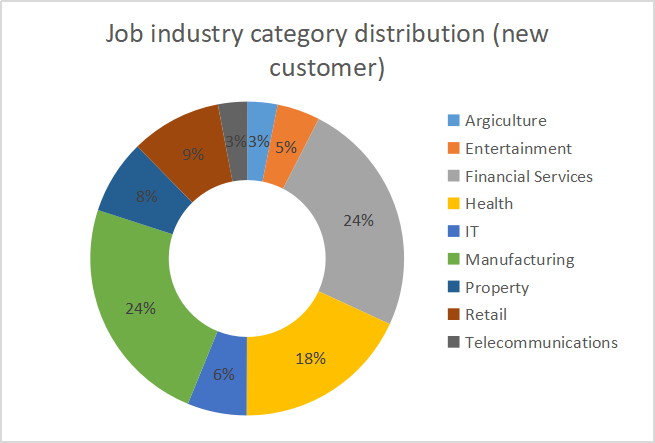 Job industry category distribution (new
customer)
3%
5%
24%
18%
6%
24%
8%
9%
3%
Argiculture
Entertainment
Financial Services
Health
IT
Manufacturing
Property
Retail
Telecommunications